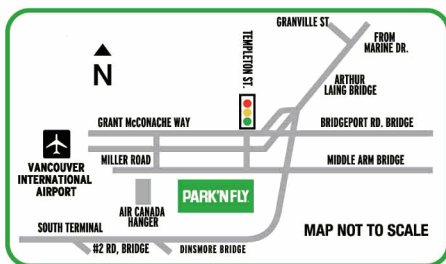 GRANVILLE ST.
FROM
MARINE DR.
TEMPLETON ST.
N
ARTHUR
LAING BRIDGE
GRANT McCONACHE WAY
BRIDGEPORT RD. BRIDGE
VANCOUVER
INTERNATIONAL
AIRPORT
MILLER ROAD
MIDDLE ARM BRIDGE
PARK'N FLY
AIR CANADA
HANGER
SOUTH TERMINAL
MAP NOT TO SCALE
#2 RD, BRIDGE
DINSMORE BRIDGE